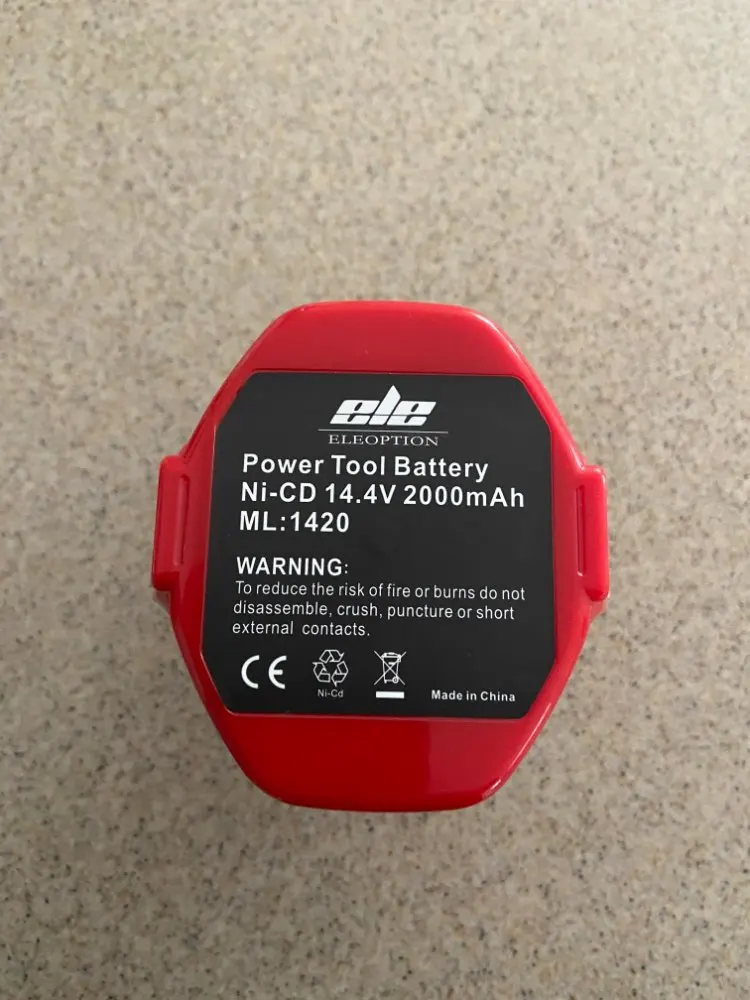 ele
ELEOPTION
Power Tool Battery
Ni-CD 14.4V 2000mAh
ML:1420
WARNING:
To reduce the risk of fire or burns do not
disassemble, crush, puncture or short
external contacts.
CE Ni-Cd Made in China